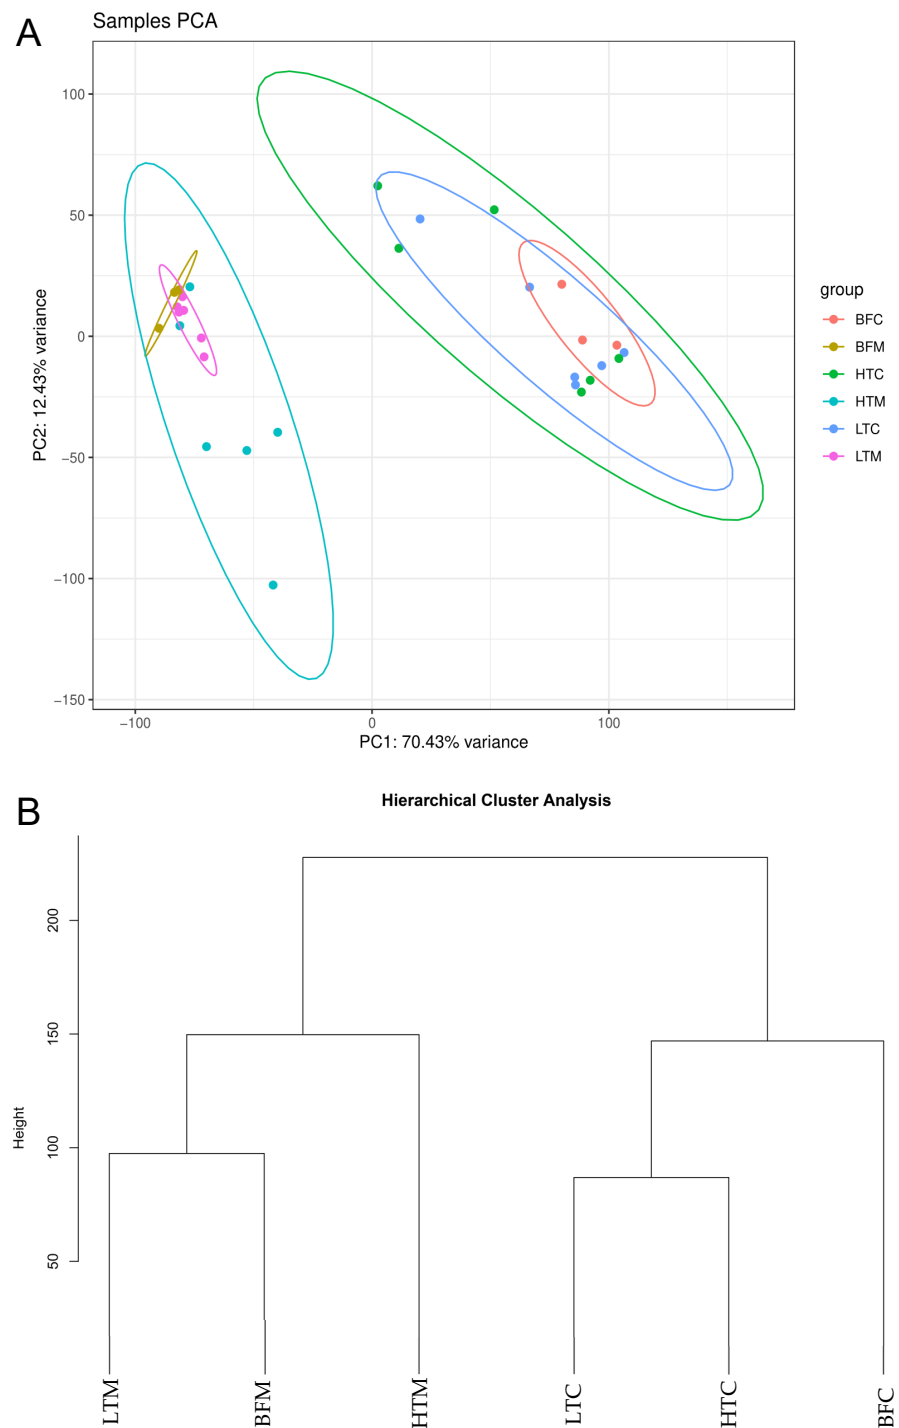 A
Samples PCA
100
50
0
−50
−100
−150
PC2: 12.43% variance
−100
0
100
PC1: 70.43% variance
group
BFC
BFM
HTC
HTM
LTC
LTM
B
Hierarchical Cluster Analysis
200
150
100
50
Height
LTM
BFM
HTM
LTC
HTC
BFC